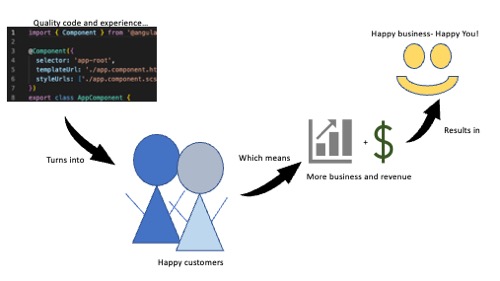 Quality code and experience...
1 import { Component } from '@angula
2
3 @Component({
4 selector: 'app-root',
5 templateUrl: './app.component.ht
6 styleUrls: ['./app.component.scs
7 })
8 export class AppComponent {
Turns into
Happy customers
Which means
+ $
More business and revenue
Results in
Happy business- Happy You!